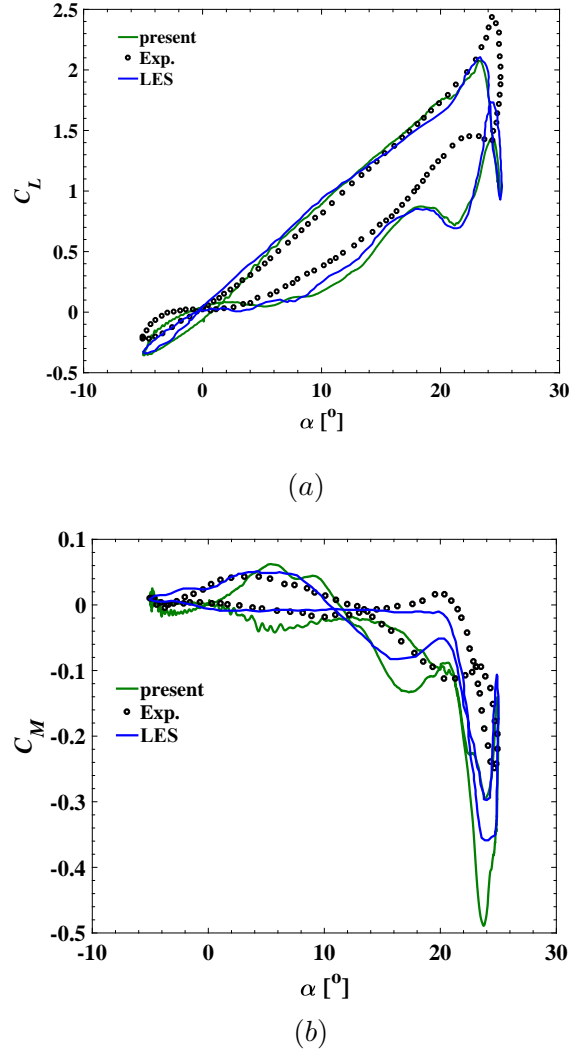 2.5
2
1.5
1
0.5
0
-0.5
C_L
present
Exp.
LES
-10 0 10 20 30
α [°]
(a)
0.1
0
-0.1
-0.2
-0.3
-0.4
-0.5
C_M
present
Exp.
LES
-10 0 10 20 30
α [°]
(b)